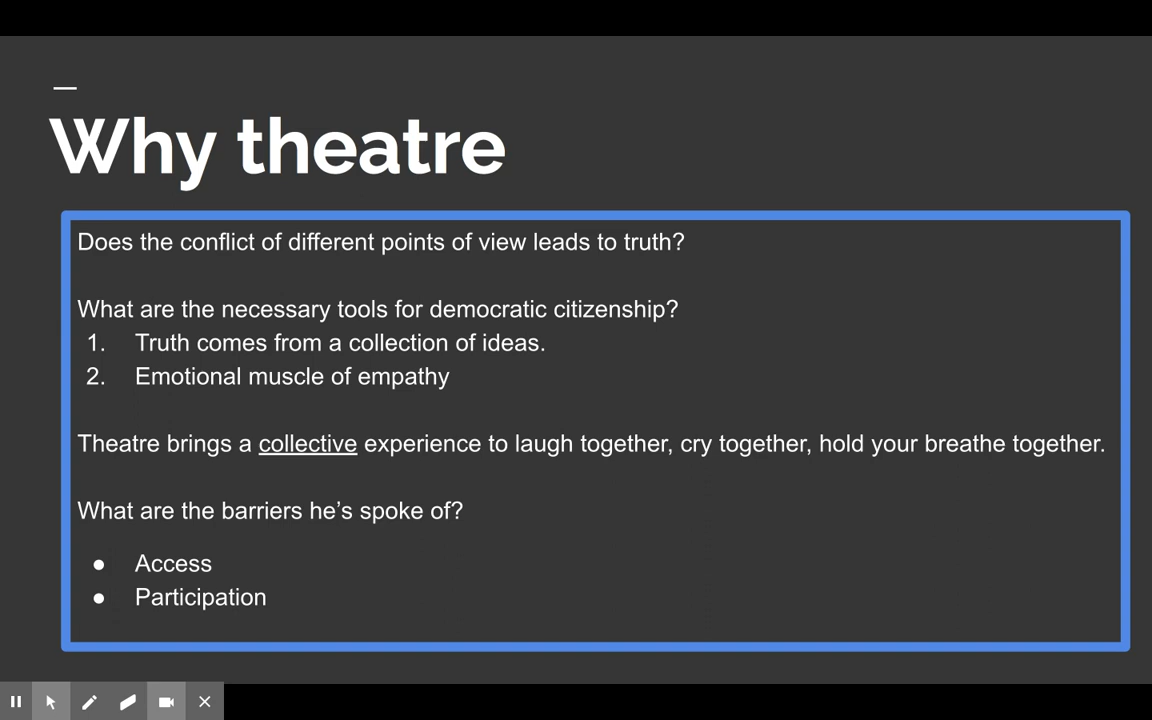 Why theatre
Does the conflict of different points of view leads to truth?
What are the necessary tools for democratic citizenship?
1. Truth comes from a collection of ideas.
2. Emotional muscle of empathy
Theatre brings a collective experience to laugh together, cry together, hold your breathe together.
What are the barriers he’s spoke of?
● Access
● Participation